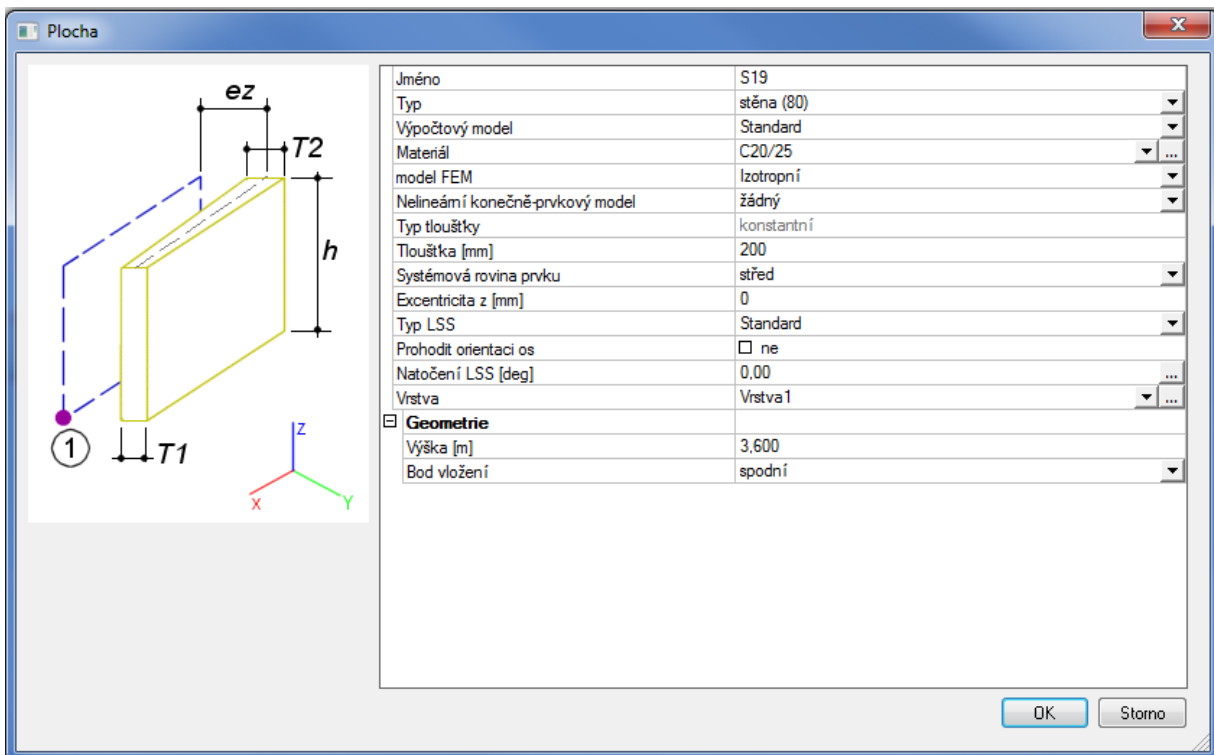 Plocha
ez
T2
h
1
T1
Z
X
Y
Jméno S19
Typ stěna (80)
Výpočtový model Standard
Materiál C20/25 ...
model FEM Izotropní
Nelineární konečně-prvkový model žádný
Typ tloušťky konstantní
Tloušťka [mm] 200
Systémová rovina prvku střed
Excentricita z [mm] 0
Typ LSS Standard
Prohodit orientaci os ne
Natočení LSS [deg] 0,00 ...
Vrstva Vrstva1 ...
Geometrie
Výška [m] 3,600
Bod vložení spodní
OK Storno